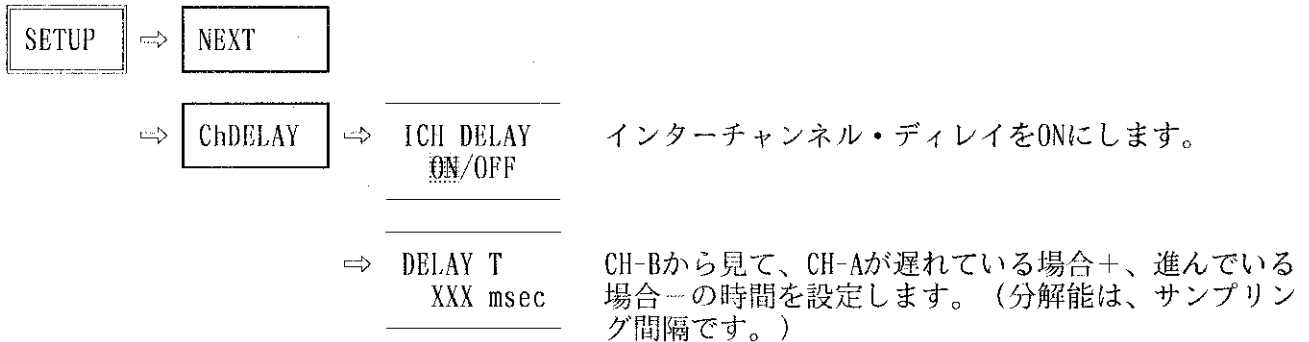 SETUP ⇨ NEXT
⇨ ChDELAY ⇨ ICH DELAY インターチャンネル・ディレイをONにします。
ON/OFF
⇨ DELAY T CH-Bから見て、CH-Aが遅れている場合+、進んでいる
XXX msec 場合-の時間を設定します。(分解能は、サンプリン
グ間隔です。)